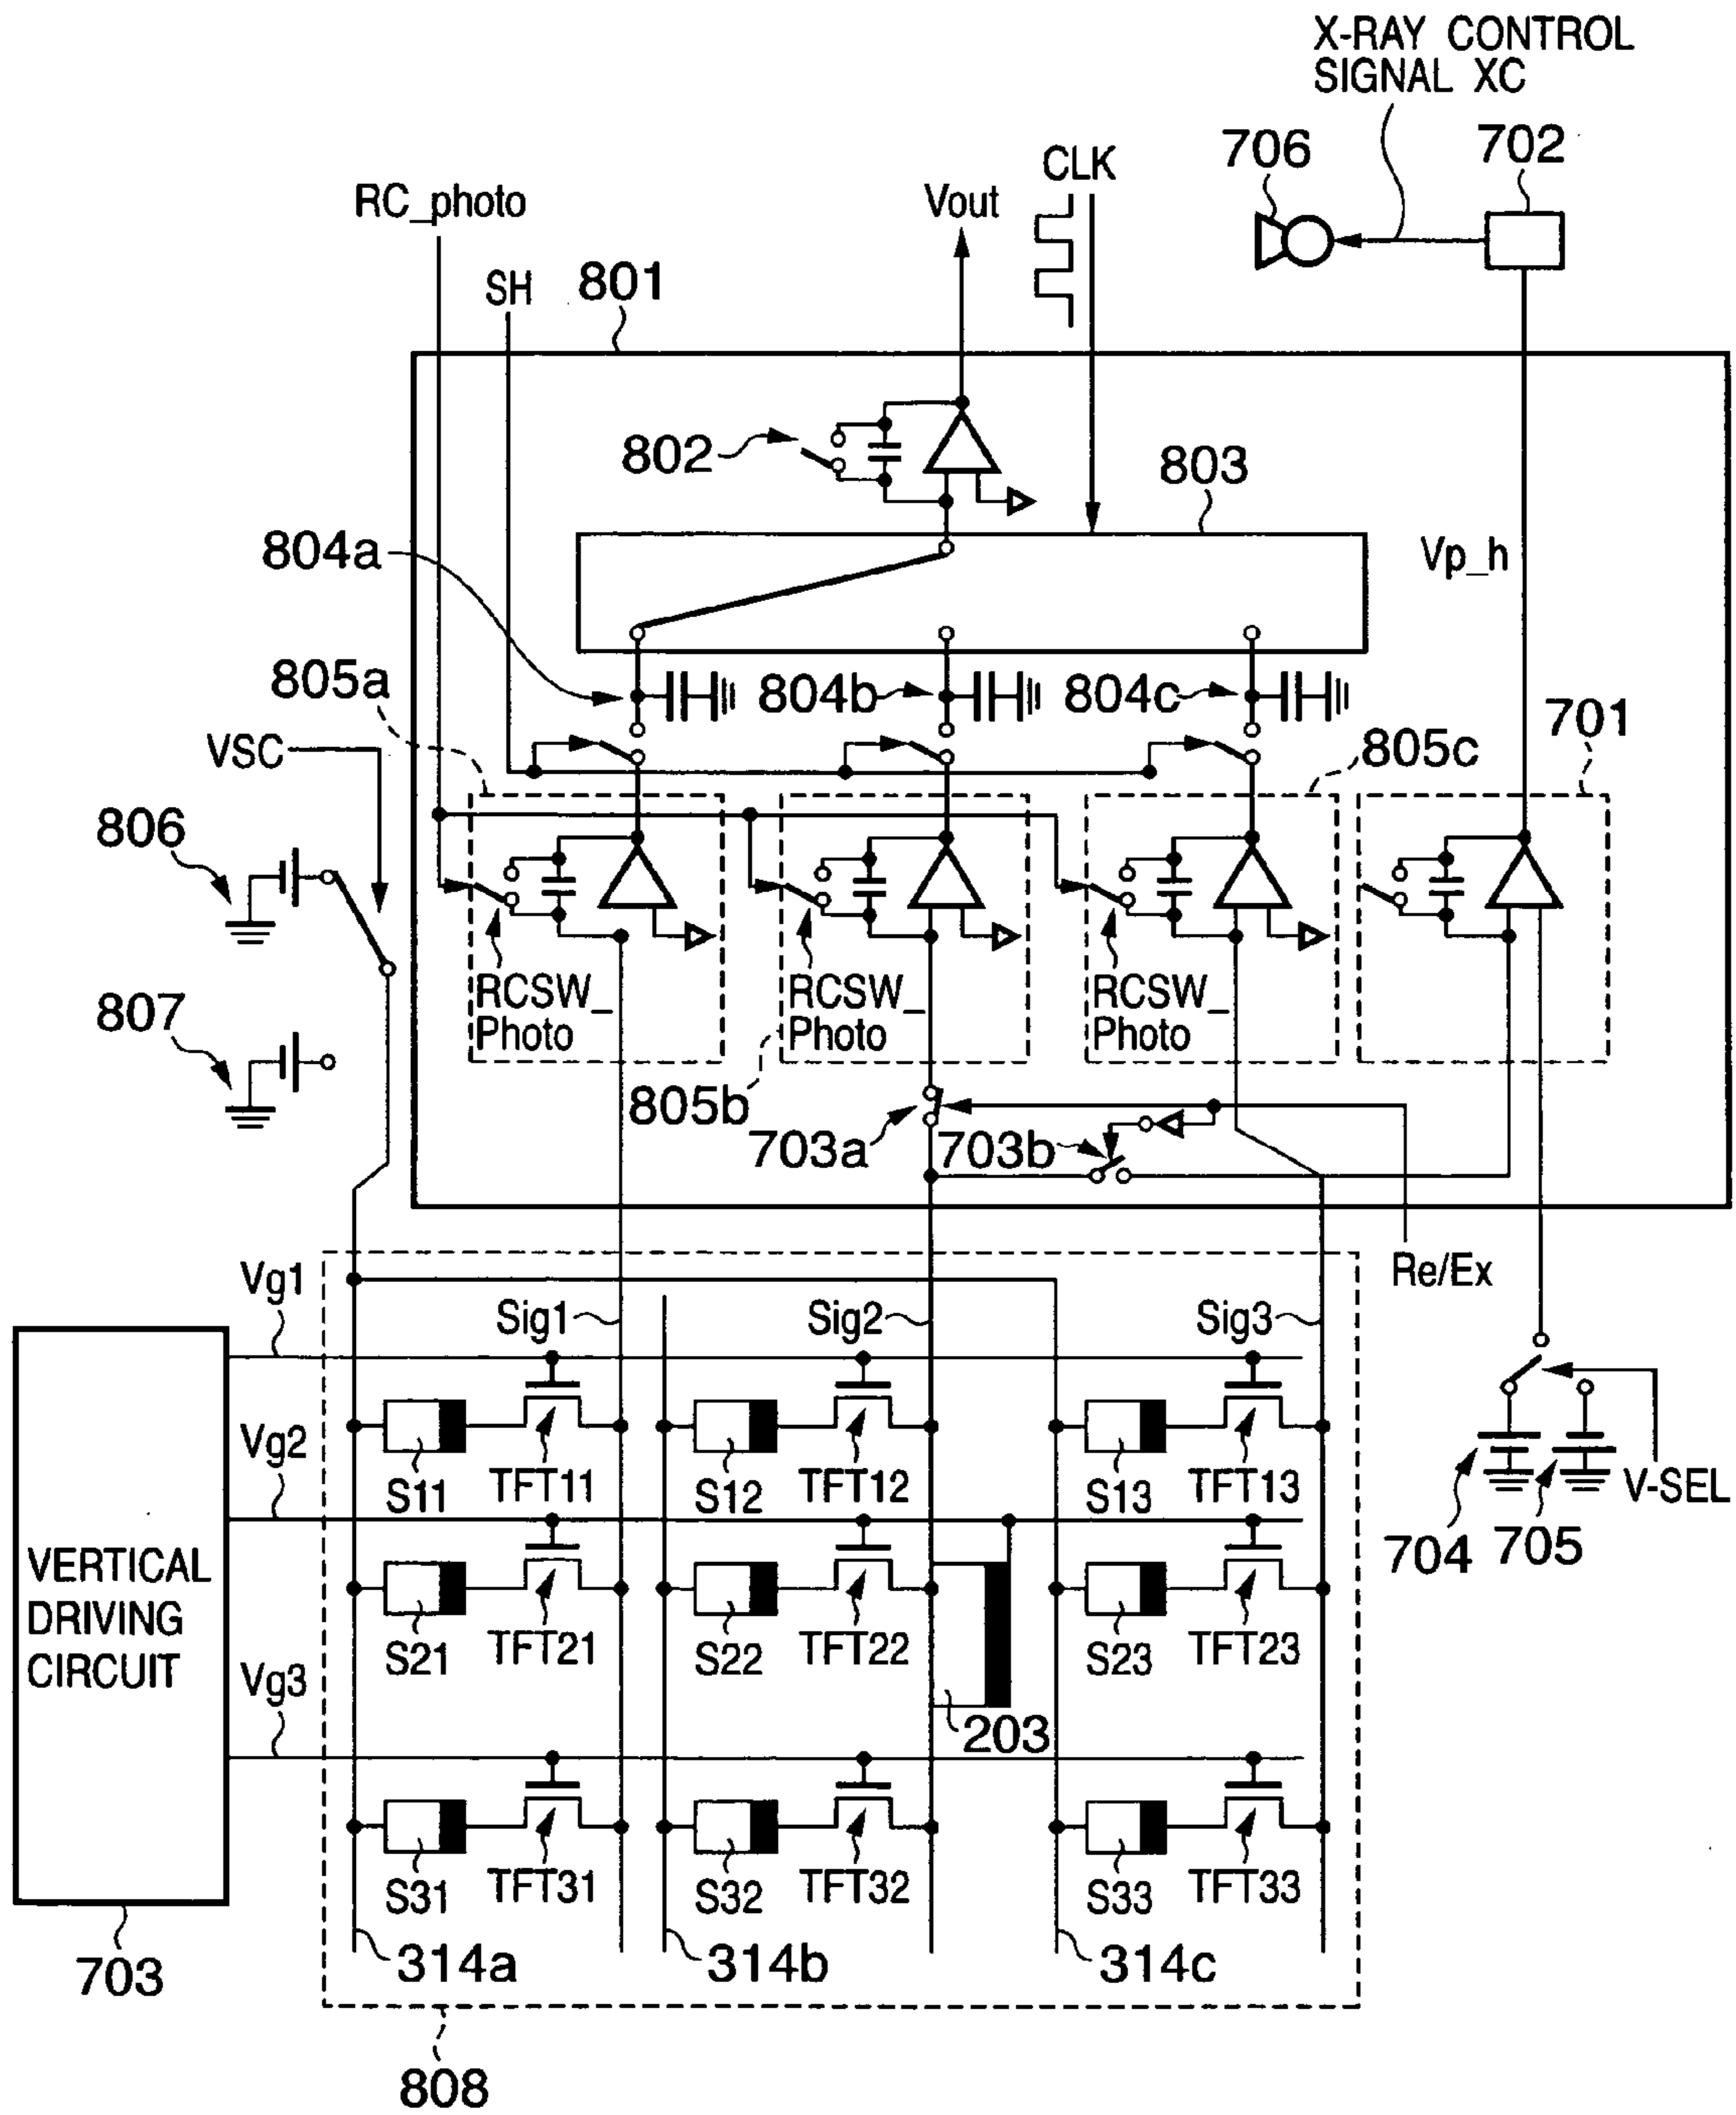 X-RAY CONTROL
SIGNAL XC
706
702
CLK
RC_photo
Vout
SH
801
802
803
804a
Vp_h
805a
804b
804c
701
VSC
805c
806
RCSW_
Photo
RCSW_
Photo
RCSW_
Photo
807
805b
703a
703b
Re/Ex
Vg1
Sig1
Sig2
Sig3
Vg2
S11
TFT11
S12
TFT12
S13
TFT13
V-SEL
704
705
VERTICAL
DRIVING
CIRCUIT
S21
TFT21
S22
TFT22
S23
TFT23
Vg3
203
S31
TFT31
S32
TFT32
S33
TFT33
703
314a
314b
314c
808